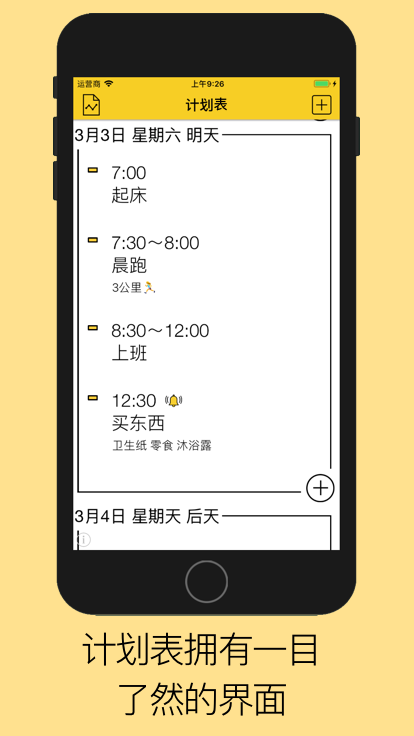 运营商 上午9:26
计划表
3月3日 星期六 明天
7:00
起床
7:30～8:00
晨跑
3公里🏃
8:30～12:00
上班
12:30 🔔
买东西
卫生纸 零食 沐浴露
3月4日 星期天 后天
计划表拥有一目
了然的界面